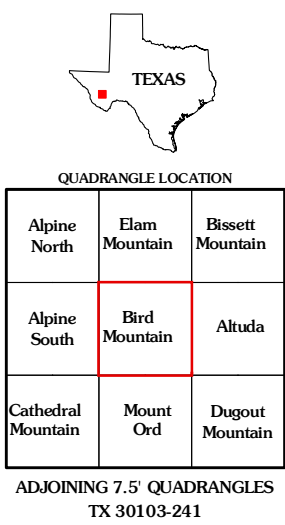 TEXAS
QUADRANGLE LOCATION
Alpine
North
Elam
Mountain
Bissett
Mountain
Alpine
South
Bird
Mountain
Altuda
Cathedral
Mountain
Mount
Ord
Dugout
Mountain
ADJOINING 7.5' QUADRANGLES
TX 30103-241